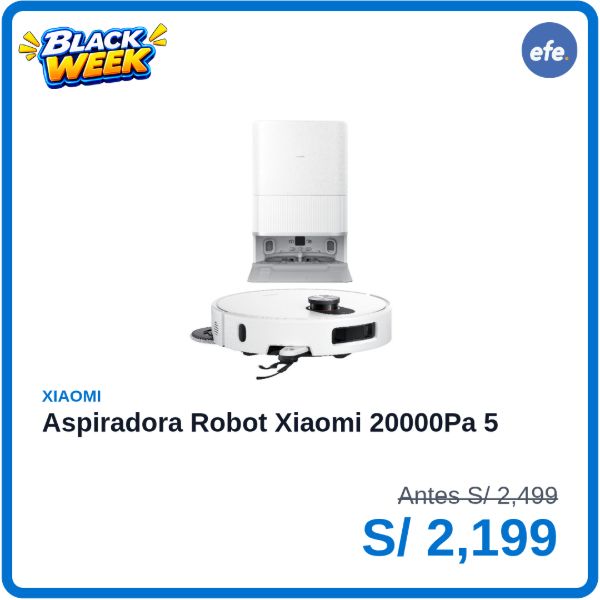 BLACK
WEEK
efe.
XIAOMI
Aspiradora Robot Xiaomi 20000Pa 5
Antes S/ 2,499
S/ 2,199